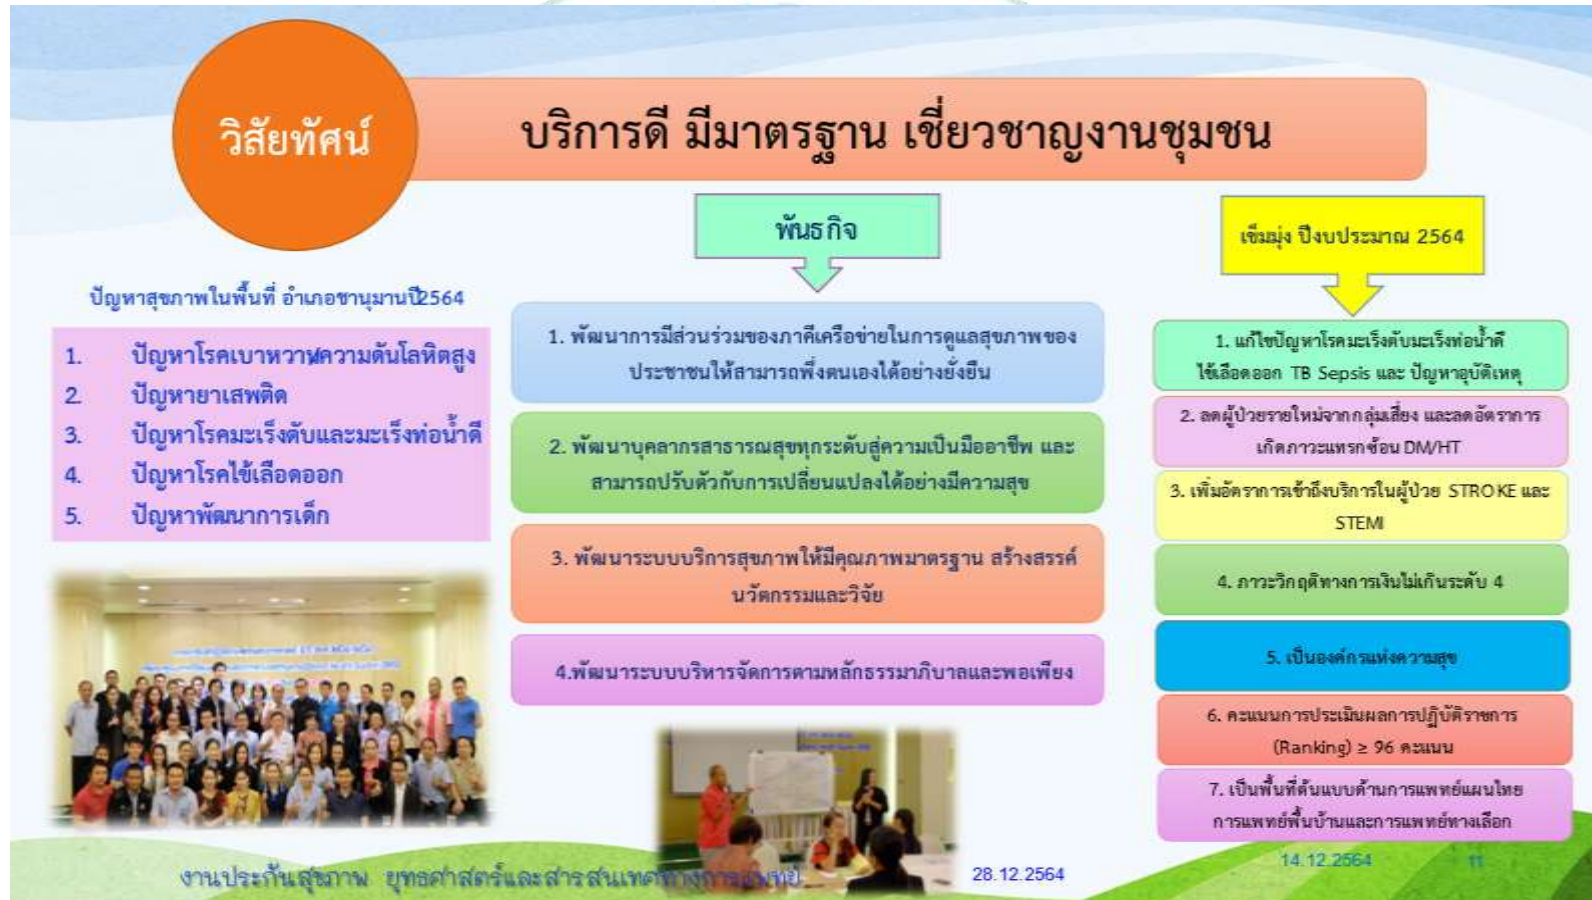 วิสัยทัศน์
บริการดี มีมาตรฐาน เชี่ยวชาญงานชุมชน
พันธกิจ
เข็มมุ่ง ปีงบประมาณ 2564
ปัญหาสุขภาพในพื้นที่ อำเภอชานุมานปี2564
1. ปัญหาโรคเบาหวาน/ความดันโลหิตสูง
2. ปัญหายาเสพติด
3. ปัญหาโรคมะเร็งตับและมะเร็งท่อน้ำดี
4. ปัญหาโรคไข้เลือดออก
5. ปัญหาพัฒนาการเด็ก
1. พัฒนาการมีส่วนร่วมของภาคีเครือข่ายในการดูแลสุขภาพของ
ประชาชนให้สามารถพึ่งตนเองได้อย่างยั่งยืน
2. พัฒนาบุคลากรสาธารณสุขทุกระดับสู่ความเป็นมืออาชีพ และ
สามารถปรับตัวกับการเปลี่ยนแปลงได้อย่างมีความสุข
3. พัฒนาระบบบริการสุขภาพให้มีคุณภาพมาตรฐาน สร้างสรรค์
นวัตกรรมและวิจัย
4.พัฒนาระบบบริหารจัดการตามหลักธรรมาภิบาลและพอเพียง
1. แก้ไขปัญหาโรคมะเร็งตับมะเร็งท่อน้ำดี
ไข้เลือดออก TB Sepsis และ ปัญหาอุบัติเหตุ
2. ลดผู้ป่วยรายใหม่จากกลุ่มเสี่ยง และลดอัตราการ
เกิดภาวะแทรกซ้อน DM/HT
3. เพิ่มอัตราการเข้าถึงบริการในผู้ป่วย STROKE และ
STEMI
4. ภาวะวิกฤติทางการเงินไม่เกินระดับ 4
5. เป็นองค์กรแห่งความสุข
6. คะแนนการประเมินผลการปฏิบัติราชการ
(Ranking) ≥ 96 คะแนน
7. เป็นพื้นที่ต้นแบบด้านการแพทย์แผนไทย
การแพทย์พื้นบ้านและการแพทย์ทางเลือก
งานประกันสุขภาพ ยุทธศาสตร์และสารสนเทศทางการแพทย์
28.12.2564
14.12.2564
11